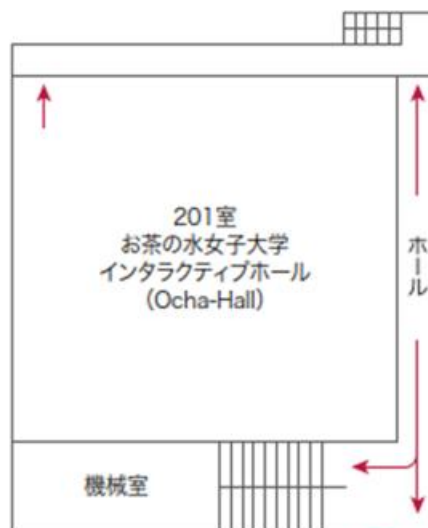 201室
お茶の水女子大学
インタラクティブホール
(Ocha-Hall)
ホール
機械室